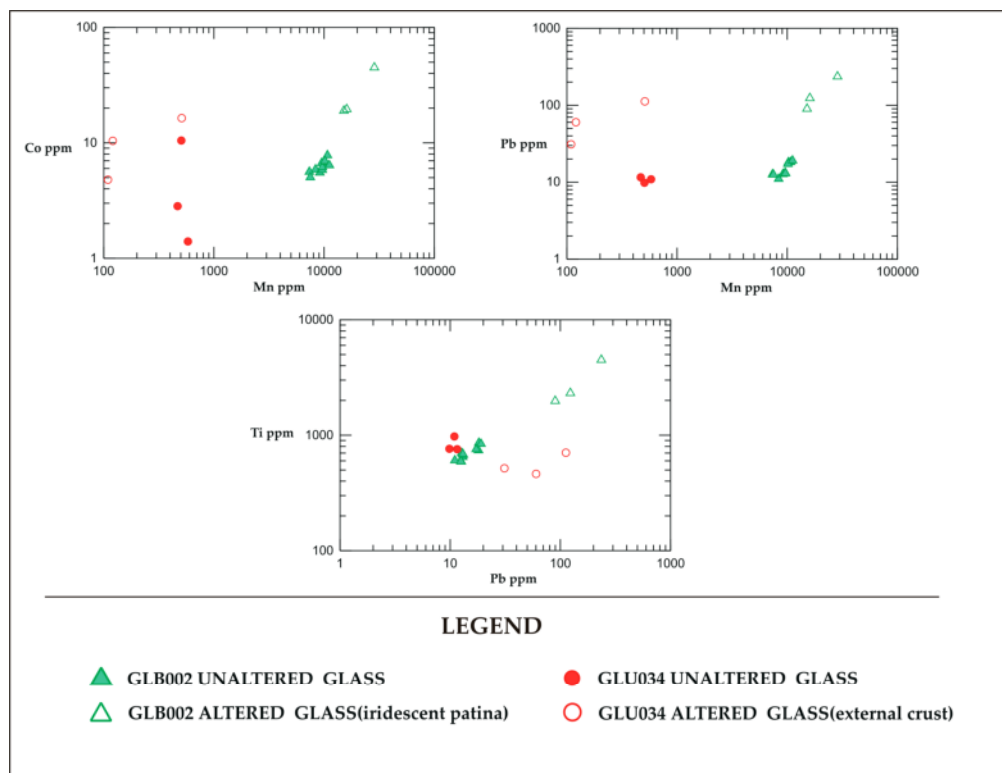 100
10
1
Co ppm
100 1000 10000 100000
Mn ppm
1000
100
10
1
Pb ppm
100 1000 10000 100000
Mn ppm
10000
1000
100
Ti ppm
1 10 100 1000
Pb ppm
LEGEND
GLB002 UNALTERED GLASS
GLU034 UNALTERED GLASS
GLB002 ALTERED GLASS(iridescent patina)
GLU034 ALTERED GLASS(external crust)